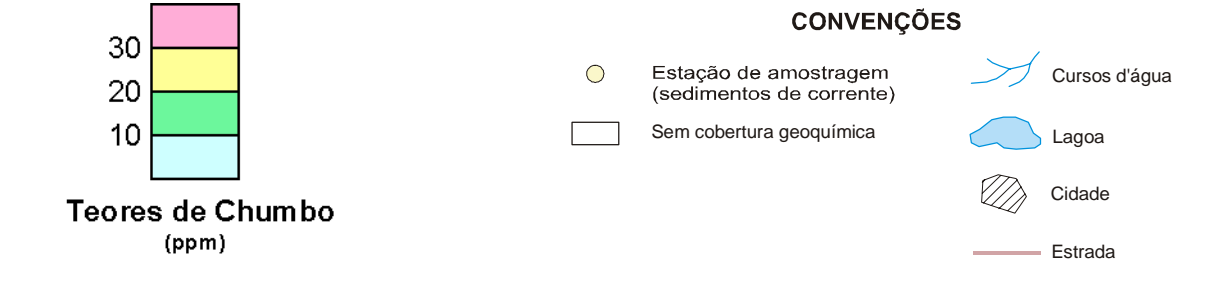 30
20
10
Teores de Chumbo
(ppm)
CONVENÇÕES
Estação de amostragem
(sedimentos de corrente)
Sem cobertura geoquímica
Cursos d'água
Lagoa
Cidade
Estrada